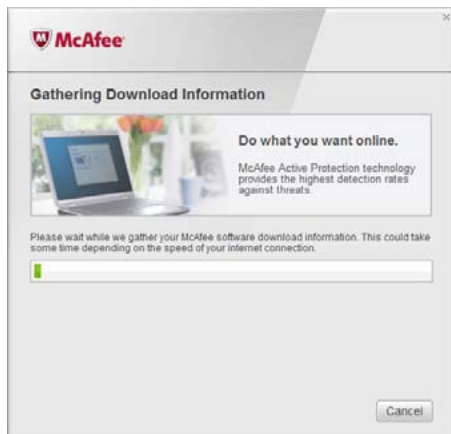 McAfee
Gathering Download Information
Do what you want online.
McAfee Active Protection technology
provides the highest detection rates
against threats.
Please wait while we gather your McAfee software download information. This could take
some time depending on the speed of your internet connection.
Cancel